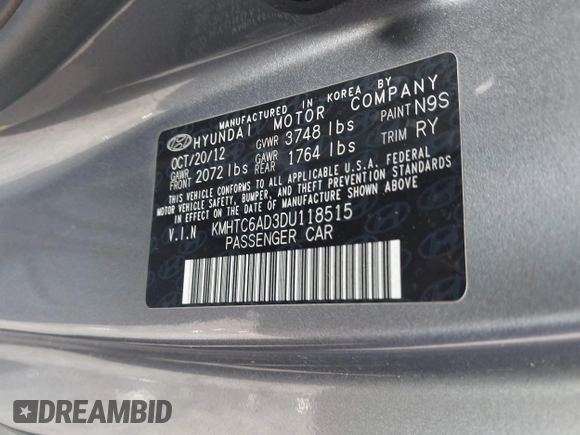 MANUFACTURED IN KOREA BY
HYUNDAI MOTOR COMPANY
OCT/20/12 GVWR 3748 lbs PAINT N9S
GAWR FRONT 2072 lbs GAWR REAR 1764 lbs TRIM RY
THIS VEHICLE CONFORMS TO ALL APPLICABLE U.S.A. FEDERAL
MOTOR VEHICLE SAFETY, BUMPER, AND THEFT PREVENTION STANDARDS
IN EFFECT ON THE DATE OF MANUFACTURE SHOWN ABOVE.
V.I.N KMHTC6AD3DU118515
PASSENGER CAR
DREAMBID